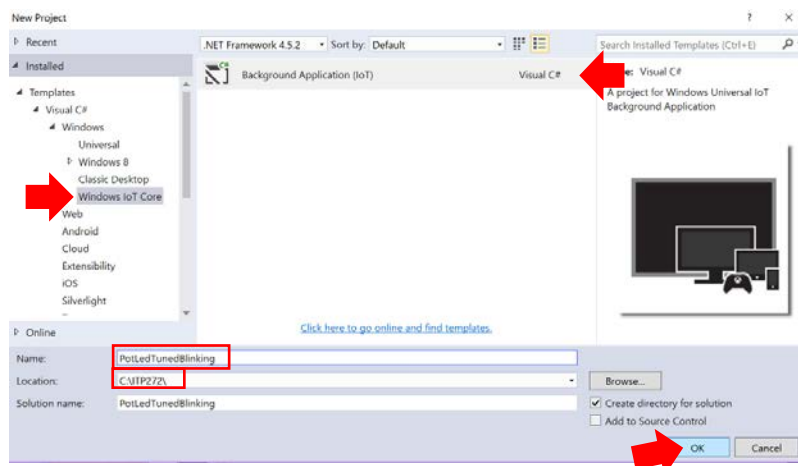 New Project
? ×
Recent
.NET Framework 4.5.2 Sort by: Default
Search Installed Templates (Ctrl+E)
Installed
Templates
Visual C#
Windows
Universal
Windows 8
Classic Desktop
Windows IoT Core
Web
Android
Cloud
Extensibility
iOS
Silverlight
Online
C#
Background Application (IoT) Visual C#
Visual C#
A project for Windows Universal IoT
Background Application
Click here to go online and find templates.
Name: PotLedTunedBlinking
Location: C:\ITP272\
Browse...
Solution name: PotLedTunedBlinking
Create directory for solution
Add to Source Control
OK Cancel